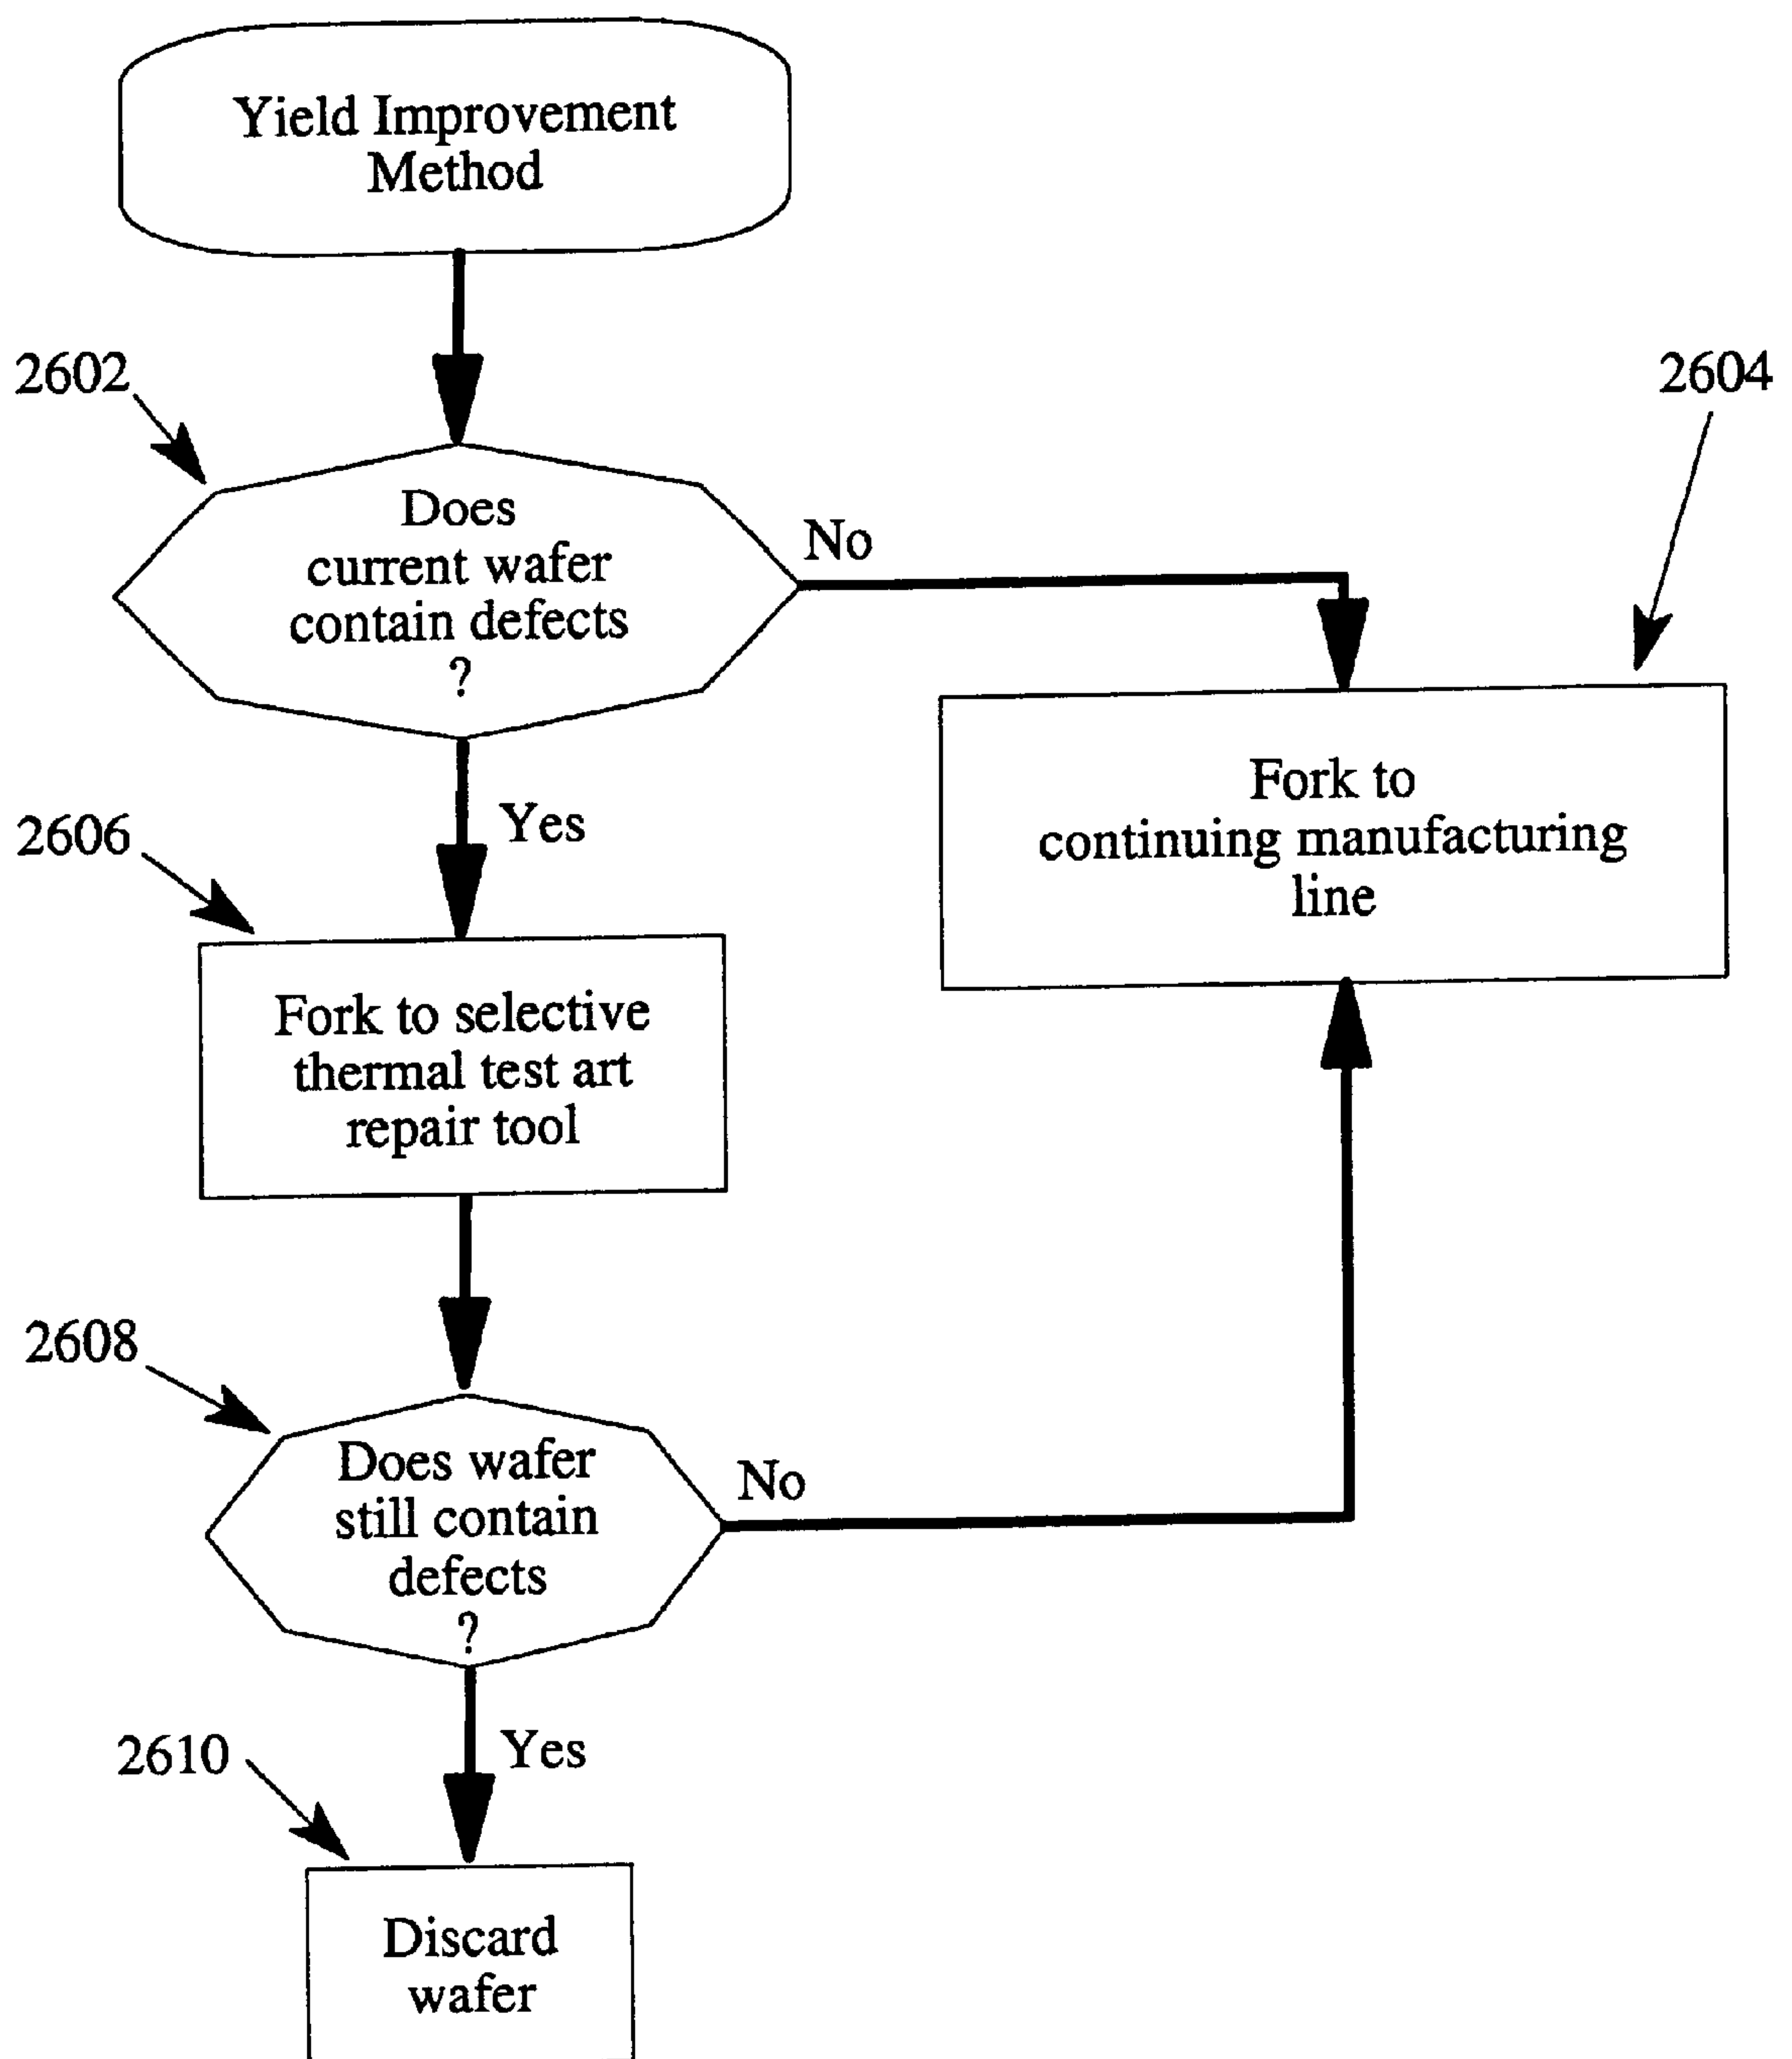 Yield Improvement
Method
2602
2604
Does
current wafer
contain defects
?
No
Yes
Fork to
continuing manufacturing
line
2606
Fork to selective
thermal test art
repair tool
2608
Does wafer
still contain
defects
?
No
Yes
2610
Discard
wafer